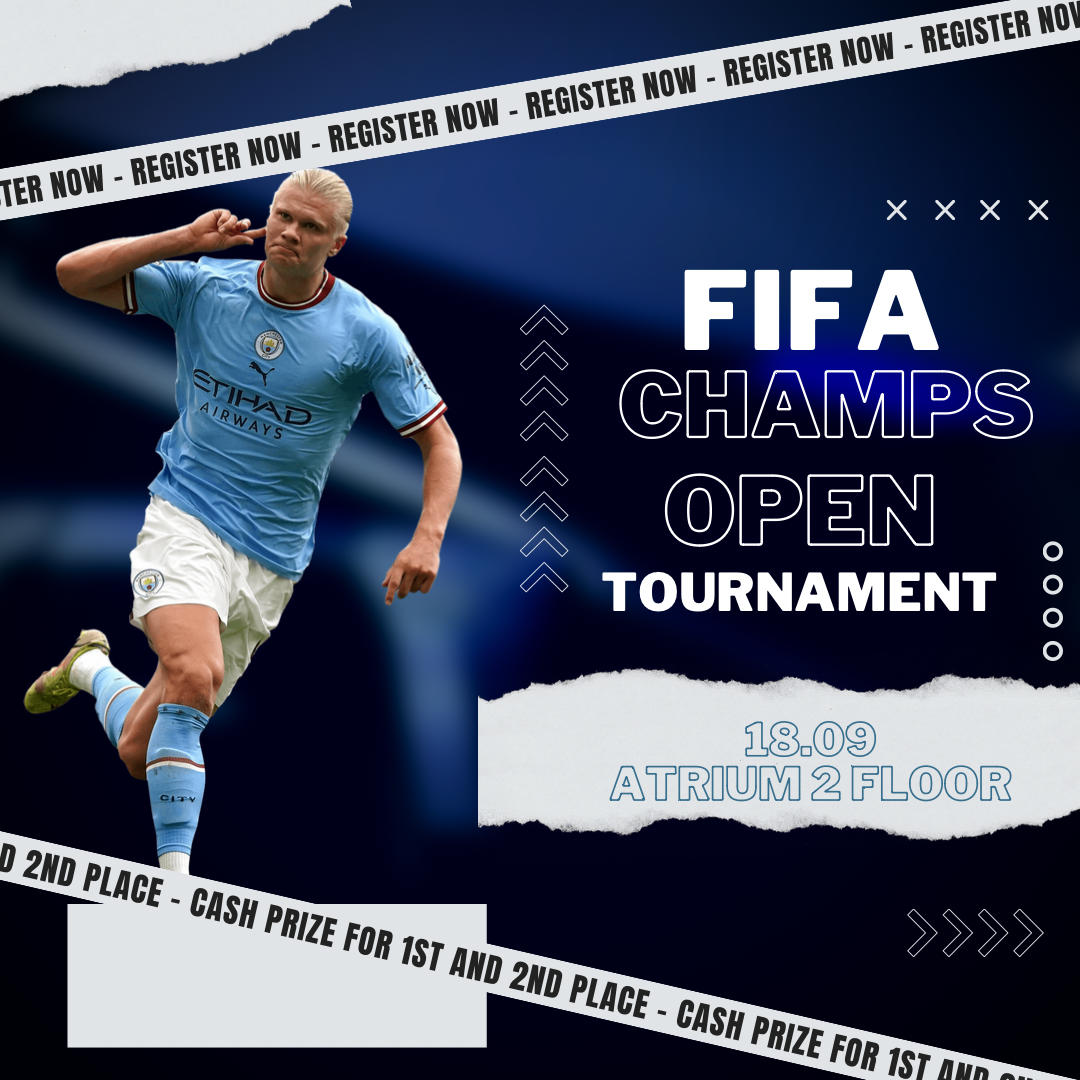 TER NOW - REGISTER NOW - REGISTER NOW - REGISTER NOW - REGISTER NOW - REGISTER NOW
FIFA
CHAMPS
OPEN
TOURNAMENT
ETIHAD
AIRWAYS
18.09
ATRIUM 2 FLOOR
CITY
D 2ND PLACE - CASH PRIZE FOR 1ST AND 2ND PLACE - CASH PRIZE FOR 1ST AND